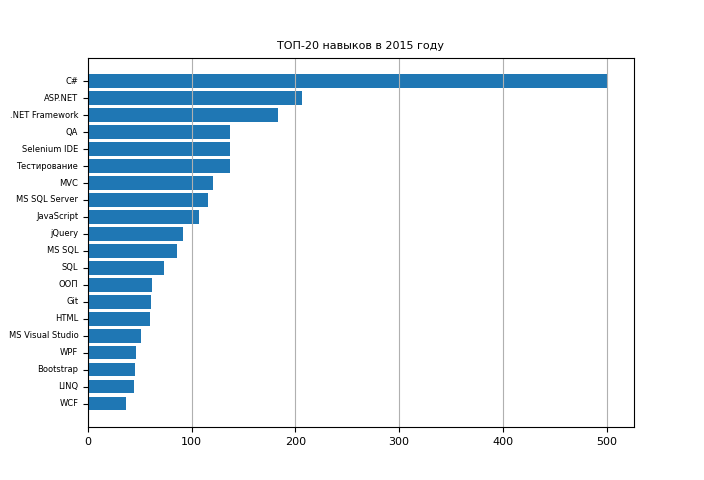 ТОП-20 навыков в 2015 году
C#
ASP.NET
.NET Framework
QA
Selenium IDE
Тестирование
MVC
MS SQL Server
JavaScript
jQuery
MS SQL
SQL
ООП
Git
HTML
MS Visual Studio
WPF
Bootstrap
LINQ
WCF
0 100 200 300 400 500